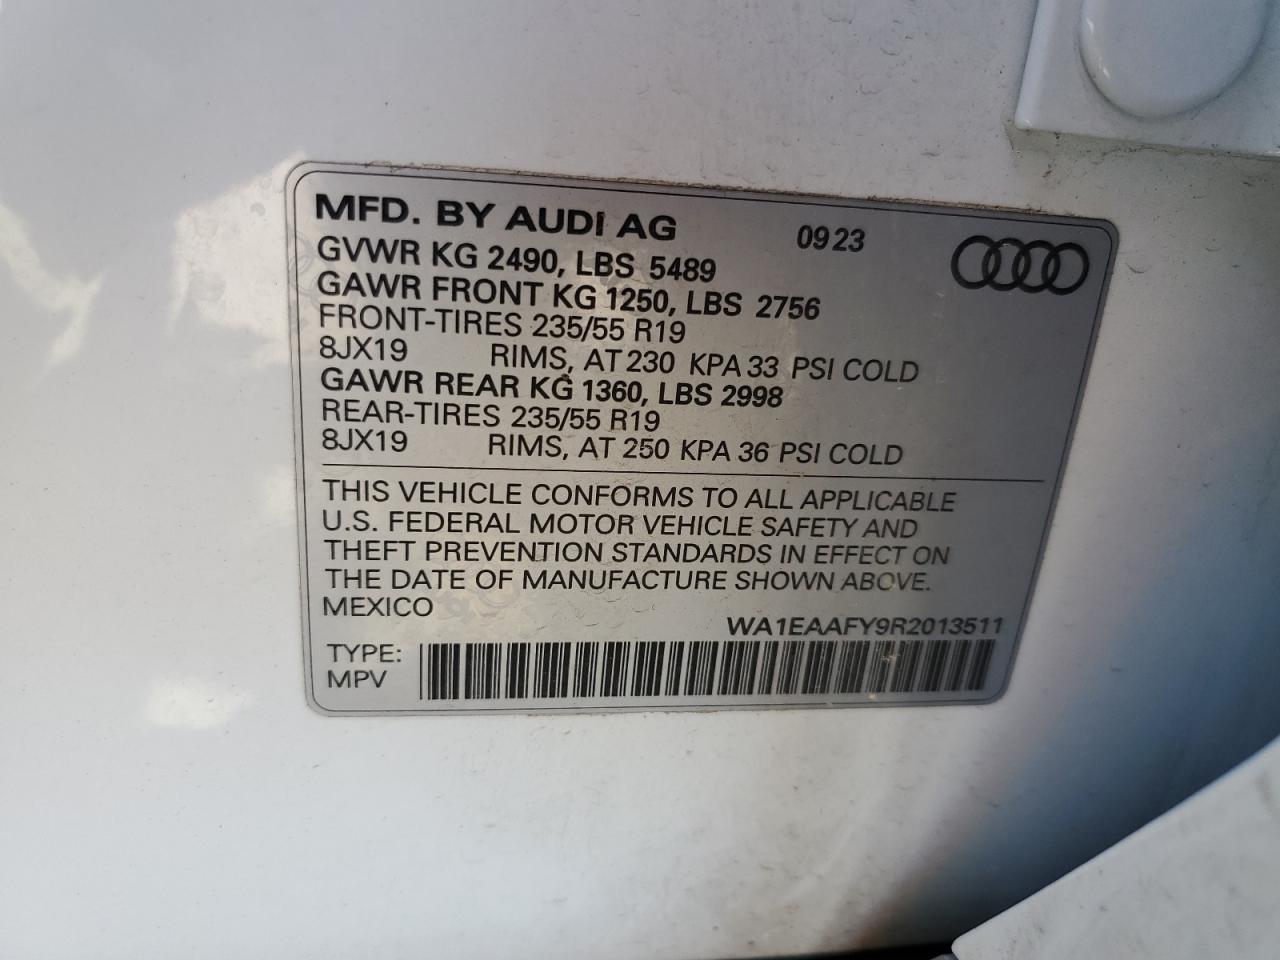 MFD. BY AUDI AG 0923
GVWR KG 2490, LBS 5489
GAWR FRONT KG 1250, LBS 2756
FRONT-TIRES 235/55 R19
8JX19 RIMS, AT 230 KPA 33 PSI COLD
GAWR REAR KG 1360, LBS 2998
REAR-TIRES 235/55 R19
8JX19 RIMS, AT 250 KPA 36 PSI COLD
THIS VEHICLE CONFORMS TO ALL APPLICABLE
U.S. FEDERAL MOTOR VEHICLE SAFETY AND
THEFT PREVENTION STANDARDS IN EFFECT ON
THE DATE OF MANUFACTURE SHOWN ABOVE.
MEXICO
WA1EAAFY9R2013511
TYPE:
MPV